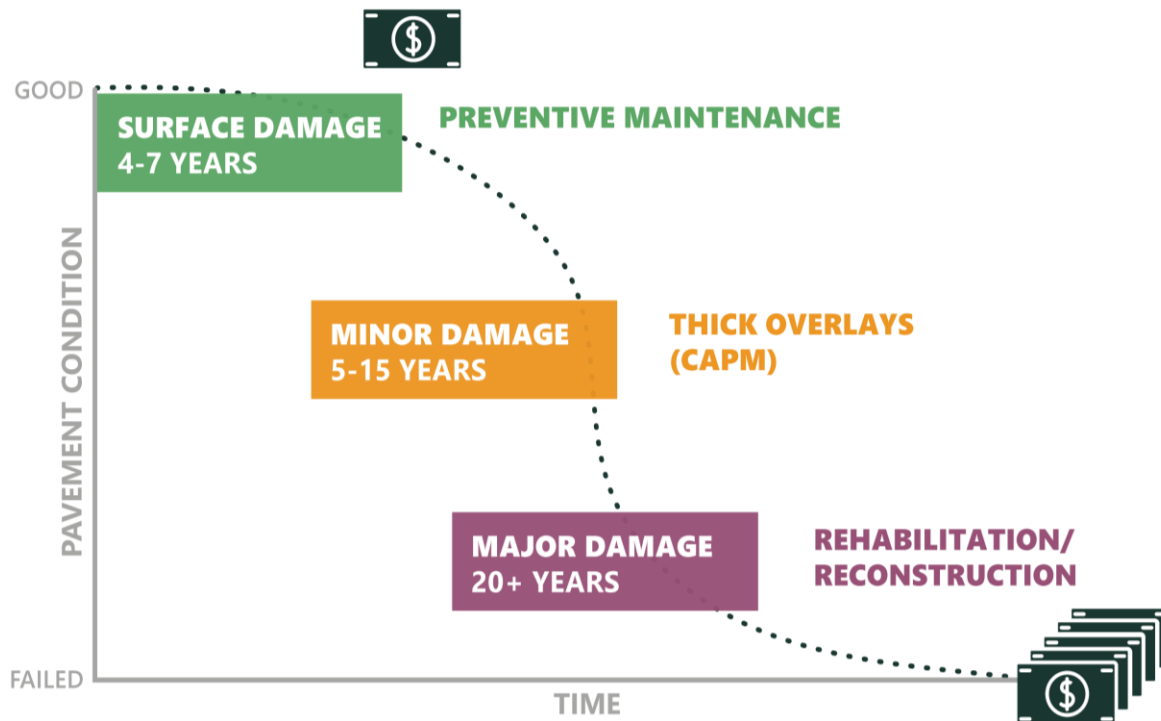 $
GOOD
SURFACE DAMAGE
4-7 YEARS
PREVENTIVE MAINTENANCE
PAVEMENT CONDITION
MINOR DAMAGE
5-15 YEARS
THICK OVERLAYS
(CAPM)
MAJOR DAMAGE
20+ YEARS
REHABILITATION/
RECONSTRUCTION
FAILED
TIME
$